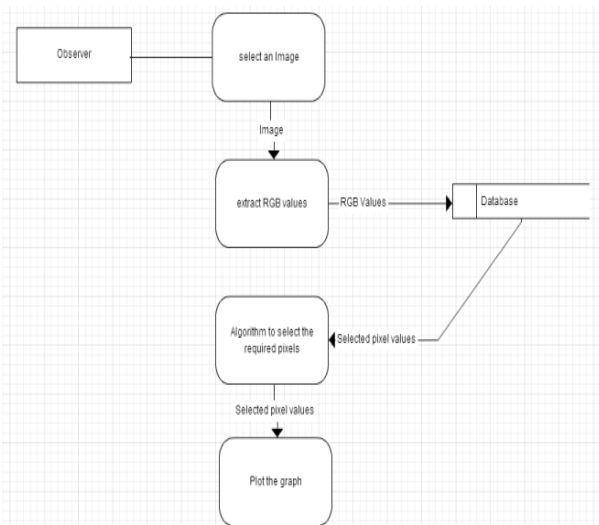 Observer
select an Image
Image
extract RGB values
RGB Values
Database
Algorithm to select the
required pixels
Selected pixel values
Selected pixel values
Plot the graph